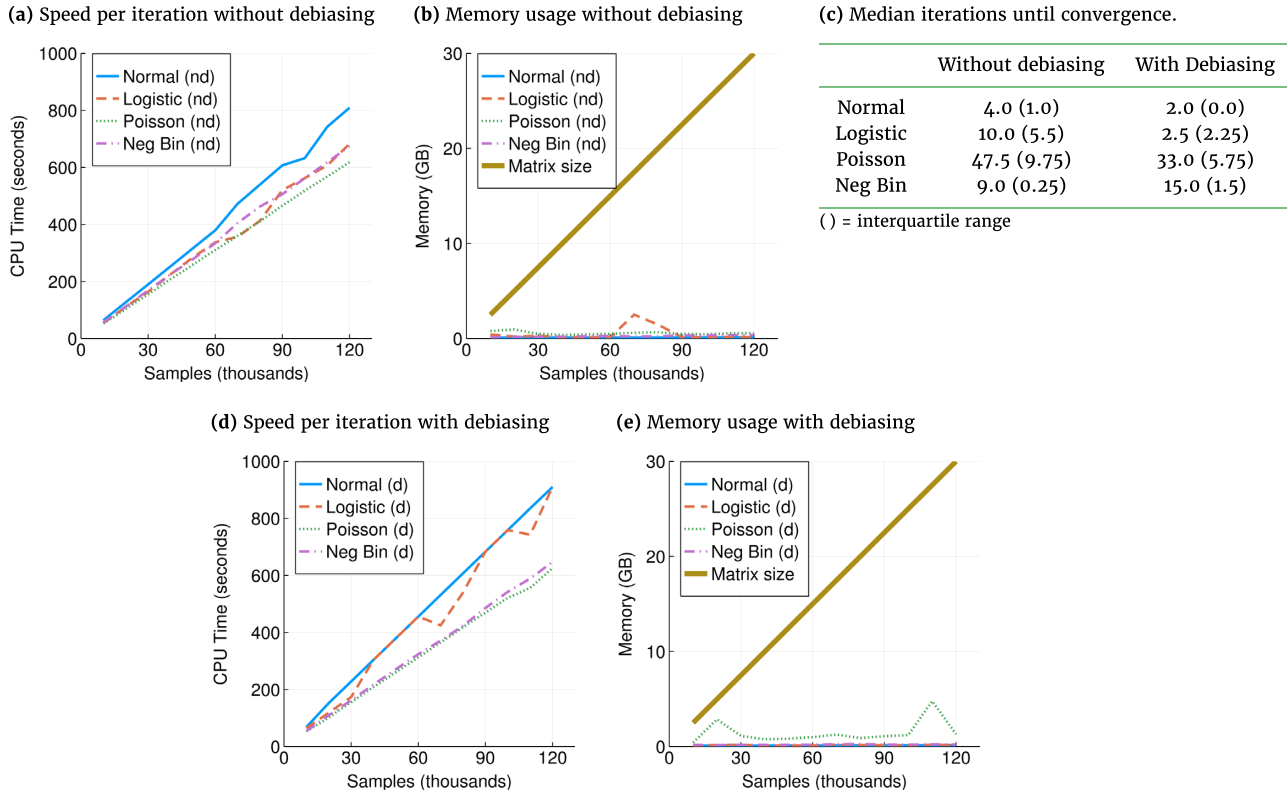 (a) Speed per iteration without debiasing
1000
800
600
400
200
0
CPU Time (seconds)
Normal (nd)
Logistic (nd)
Poisson (nd)
Neg Bin (nd)
0 30 60 90 120
Samples (thousands)
(b) Memory usage without debiasing
30
20
10
0
Memory (GB)
Normal (nd)
Logistic (nd)
Poisson (nd)
Neg Bin (nd)
Matrix size
0 30 60 90 120
Samples (thousands)
(c) Median iterations until convergence.
Without debiasing With Debiasing
Normal 4.0 (1.0) 2.0 (0.0)
Logistic 10.0 (5.5) 2.5 (2.25)
Poisson 47.5 (9.75) 33.0 (5.75)
Neg Bin 9.0 (0.25) 15.0 (1.5)
() = interquartile range
(d) Speed per iteration with debiasing
1000
800
600
400
200
0
CPU Time (seconds)
Normal (d)
Logistic (d)
Poisson (d)
Neg Bin (d)
0 30 60 90 120
Samples (thousands)
(e) Memory usage with debiasing
30
20
10
0
Memory (GB)
Normal (d)
Logistic (d)
Poisson (d)
Neg Bin (d)
Matrix size
0 30 60 90 120
Samples (thousands)